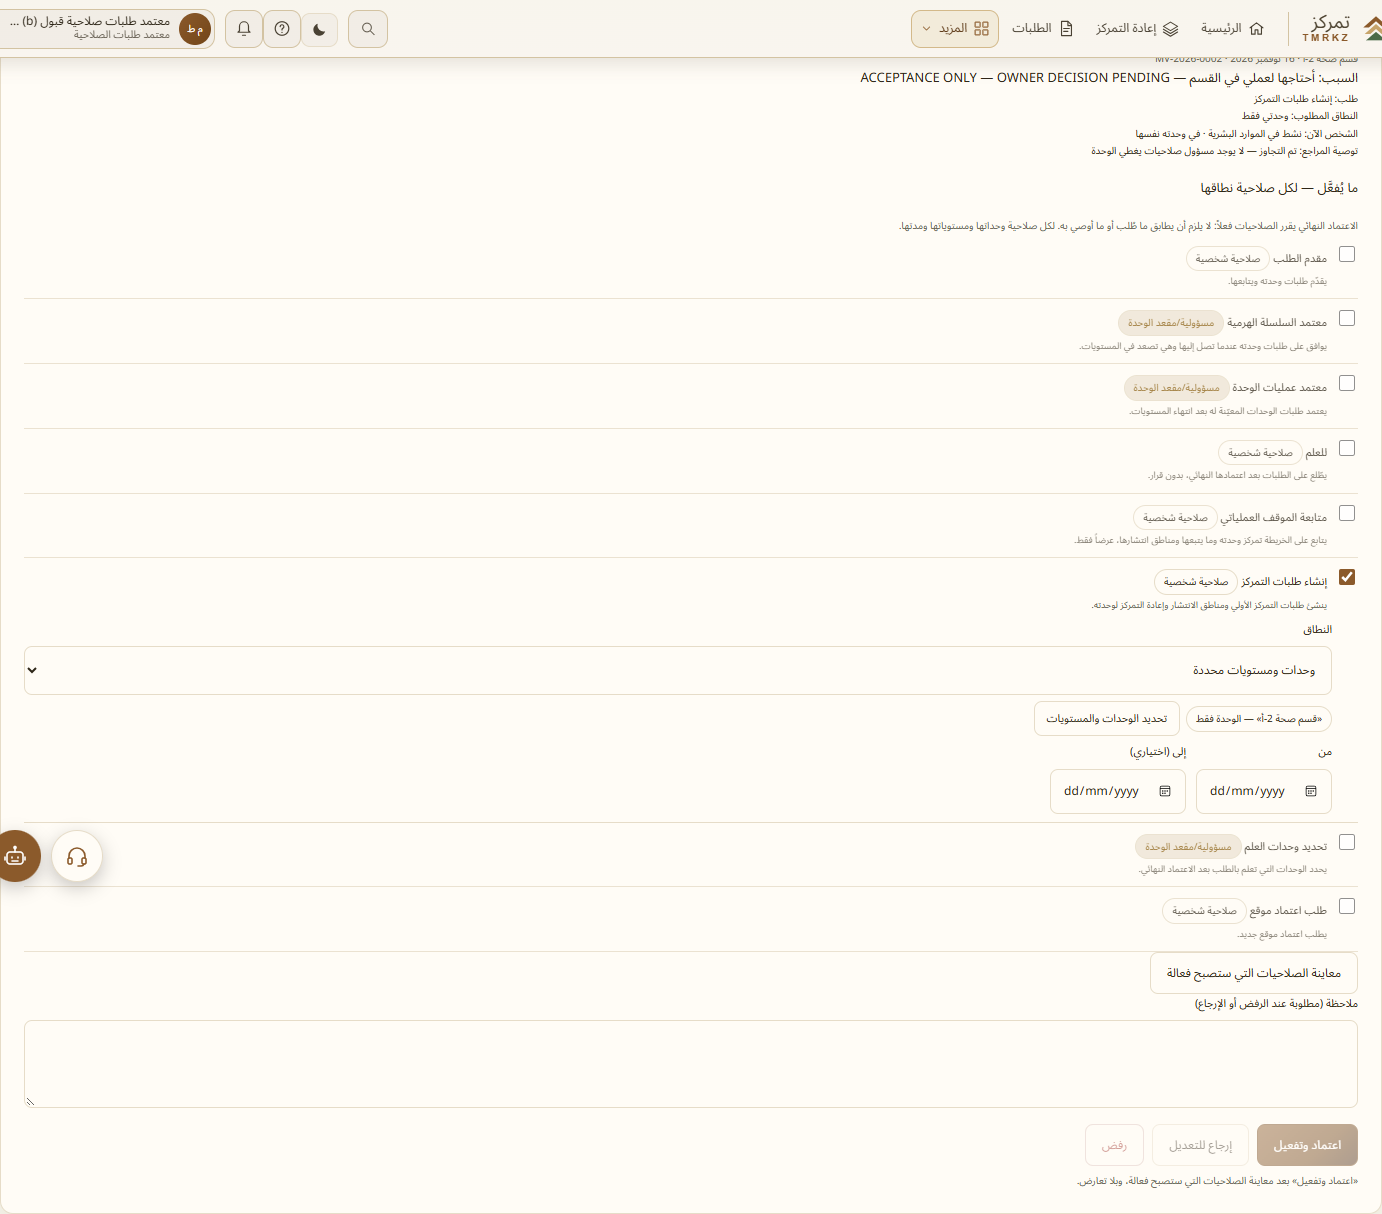 تمركز
TMRKZ
الرئيسية
إعادة التمركز
الطلبات
المزيد
م ط
معتمد طلبات صلاحية قبول (b) ...
معتمد طلبات الصلاحية
قسم صحة 2-أ · 16 نوفمبر 2026 · MV-2026-0002
السبب: أحتاجها لعملي في القسم — ACCEPTANCE ONLY — OWNER DECISION PENDING
طلب: إنشاء طلبات التمركز
النطاق المطلوب: وحدتي فقط
الشخص الآن: نشط في الموارد البشرية · في وحدته نفسها
توصية المراجع: تم التجاوز — لا يوجد مسؤول صلاحيات يغطي الوحدة
ما يُفعَّل — لكل صلاحية نطاقها
الاعتماد النهائي يقرر الصلاحيات فعلاً؛ لا يلزم أن يطابق ما طُلب أو ما أوصي به. لكل صلاحية وحداتها ومستوياتها ومدتها.
مقدم الطلب صلاحية شخصية
يقدّم طلبات وحدته ويتابعها.
معتمد السلسلة الهرمية مسؤولية/مقعد الوحدة
يوافق على طلبات وحدته عندما تصل إليها وهي تصعد في المستويات.
معتمد عمليات الوحدة مسؤولية/مقعد الوحدة
يعتمد طلبات الوحدات المعيّنة له بعد انتهاء المستويات.
للعلم صلاحية شخصية
يطّلع على الطلبات بعد اعتمادها النهائي، بدون قرار.
متابعة الموقف العملياتي صلاحية شخصية
يتابع على الخريطة تمركز وحدته وما يتبعها ومناطق انتشارها، عرضاً فقط.
إنشاء طلبات التمركز صلاحية شخصية
ينشئ طلبات التمركز الأولي ومناطق الانتشار وإعادة التمركز لوحدته.
النطاق
وحدات ومستويات محددة
«قسم صحة 2-أ» — الوحدة فقط
تحديد الوحدات والمستويات
من
إلى (اختياري)
dd/mm/yyyy
dd/mm/yyyy
تحديد وحدات العلم مسؤولية/مقعد الوحدة
يحدد الوحدات التي تعلم بالطلب بعد الاعتماد النهائي.
طلب اعتماد موقع صلاحية شخصية
يطلب اعتماد موقع جديد.
معاينة الصلاحيات التي ستصبح فعالة
ملاحظة (مطلوبة عند الرفض أو الإرجاع)
اعتماد وتفعيل
إرجاع للتعديل
رفض
«اعتماد وتفعيل» بعد معاينة الصلاحيات التي ستصبح فعالة، وبلا تعارض.